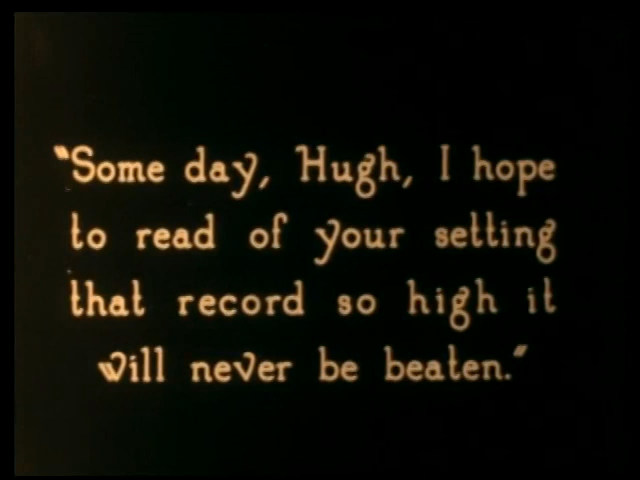 "Some day, Hugh, I hope
to read of your setting
that record so high it
will never be beaten."